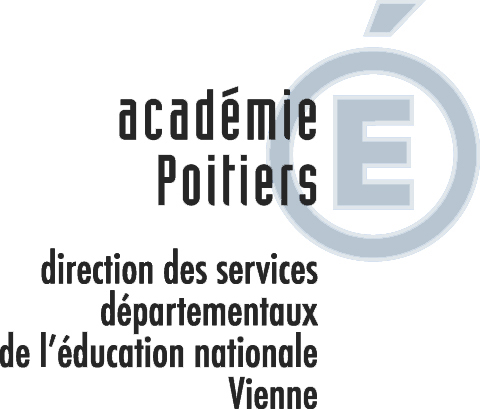 académie
Poitiers
É
direction des services
départementaux
de l'éducation nationale
Vienne